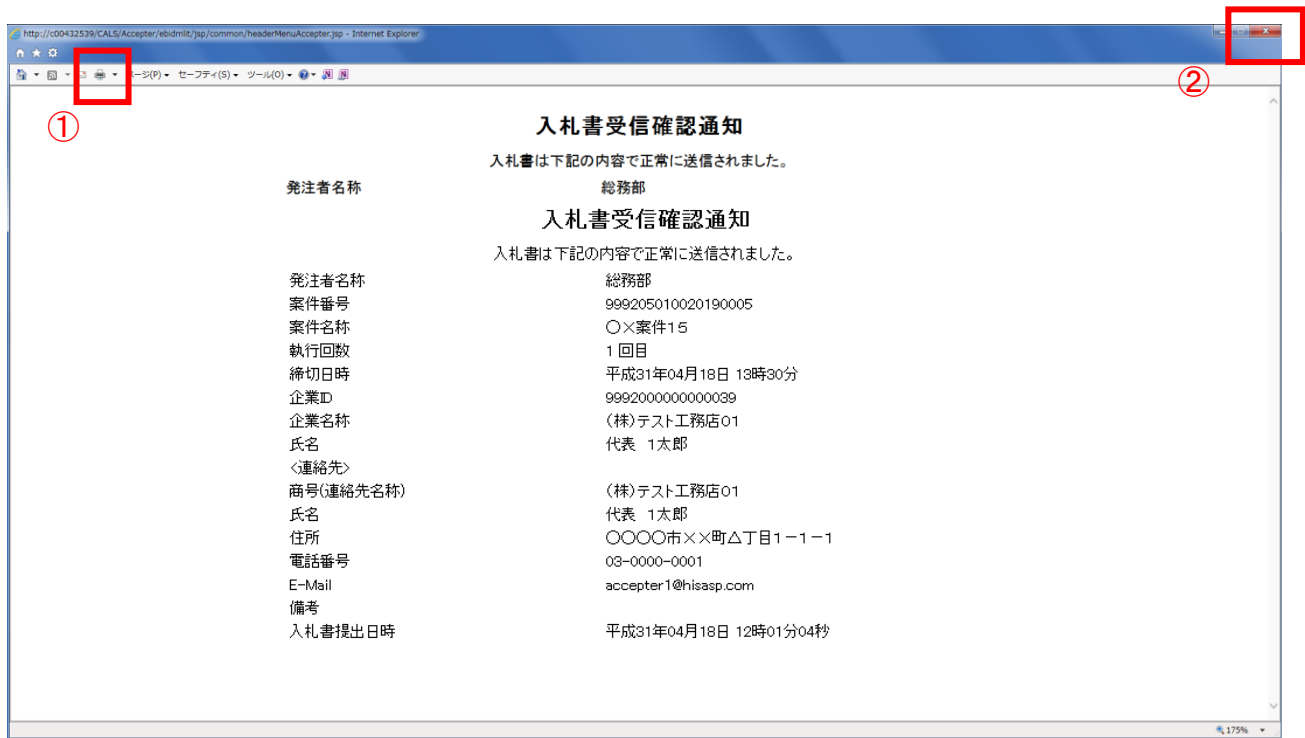 http://c00432539/CALS/Accepter/ebidmlit/jsp/common/headerMenuAccepter.jsp - Internet Explorer
ページ(P) セーフティ(S) ツール(O)
①
②
入札書受信確認通知
入札書は下記の内容で正常に送信されました。
発注者名称 総務部
入札書受信確認通知
入札書は下記の内容で正常に送信されました。
発注者名称 総務部
案件番号 999205010020190005
案件名称 ○×案件15
執行回数 1回目
締切日時 平成31年04月18日 13時30分
企業ID 9992000000000039
企業名称 (株)テスト工務店01
氏名 代表 1太郎
<連絡先>
商号(連絡先名称) (株)テスト工務店01
氏名 代表 1太郎
住所 ○○○○市××町△丁目1-1-1
電話番号 03-0000-0001
E-Mail accepter1@hisasp.com
備考
入札書提出日時 平成31年04月18日 12時01分04秒
175%